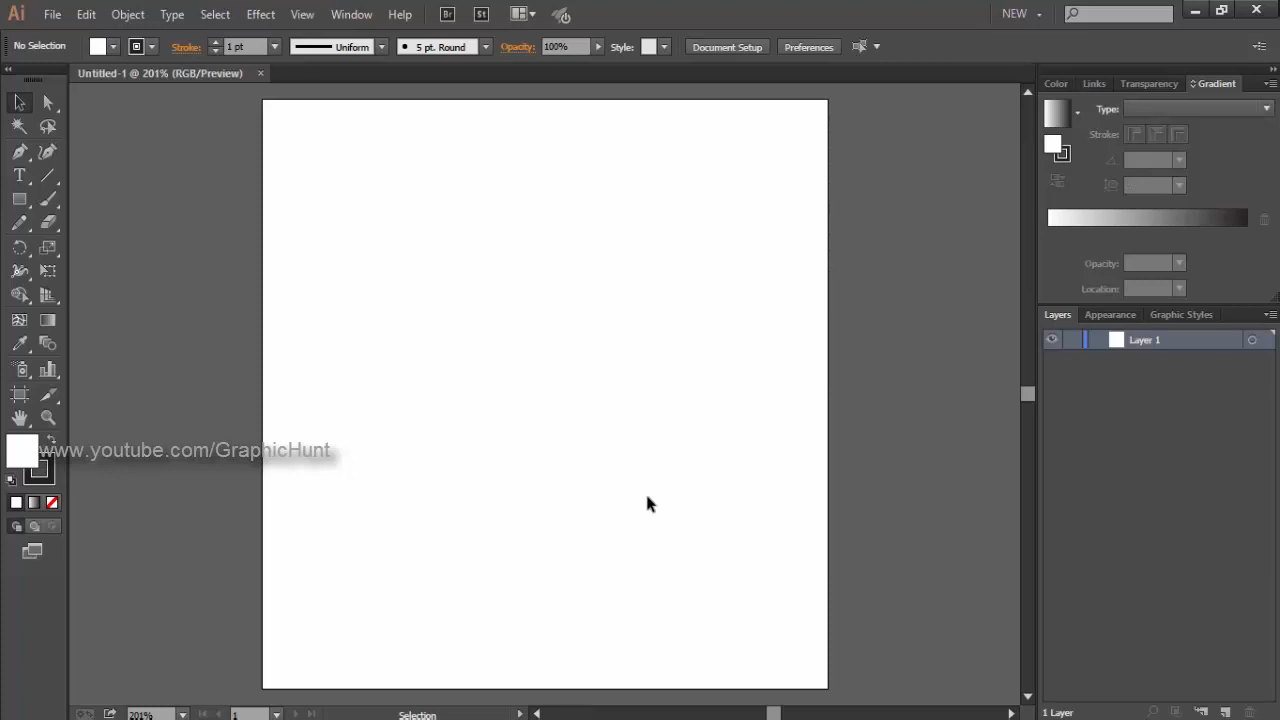 Ai File Edit Object Type Select Effect View Window Help Br St NEW
No Selection Stroke: 1 pt Uniform 5 pt. Round Opacity: 100% Style: Document Setup Preferences
Untitled-1 @ 201% (RGB/Preview)
Color Links Transparency Gradient
Type:
Stroke:
Opacity:
Location:
Layers Appearance Graphic Styles
Layer 1
www.youtube.com/GraphicHunt
201% 1 Selection
1 Layer